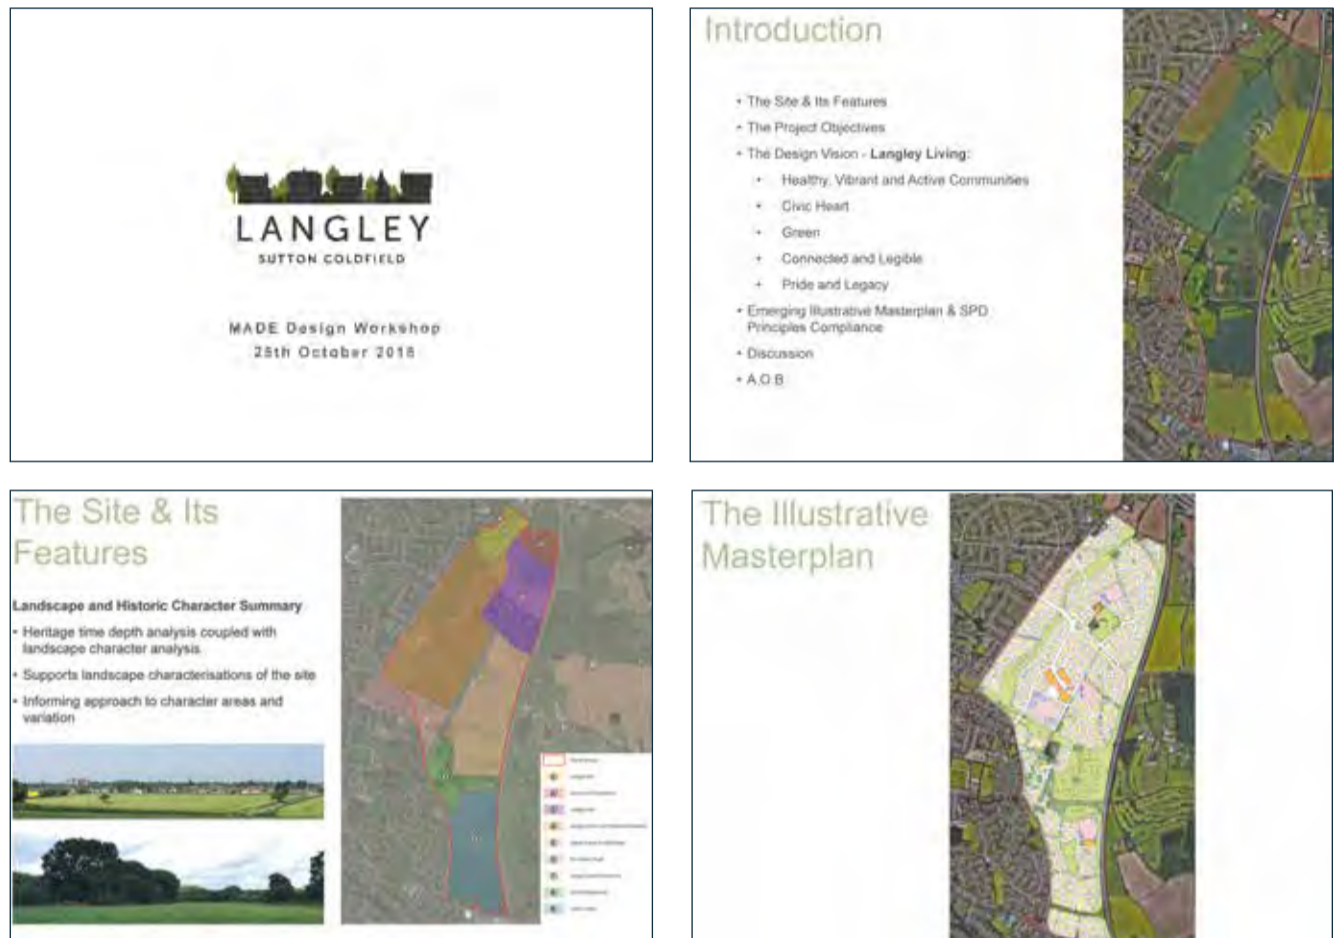 LANGLEY
SUTTON COLDFIELD
MADE Design Workshop
25th October 2018
Introduction
• The Site & Its Features
• The Project Objectives
• The Design Vision - Langley Living:
• Healthy, Vibrant and Active Communities
• Civic Heart
• Green
• Connected and Legible
• Pride and Legacy
• Emerging Illustrative Masterplan & SPD
Principles Compliance
• Discussion
• A.O.B
The Site & Its
Features
Landscape and Historic Character Summary
• Heritage time depth analysis coupled with
landscape character analysis
• Supports landscape characterisations of the site
• Informing approach to character areas and
variation
The Illustrative
Masterplan